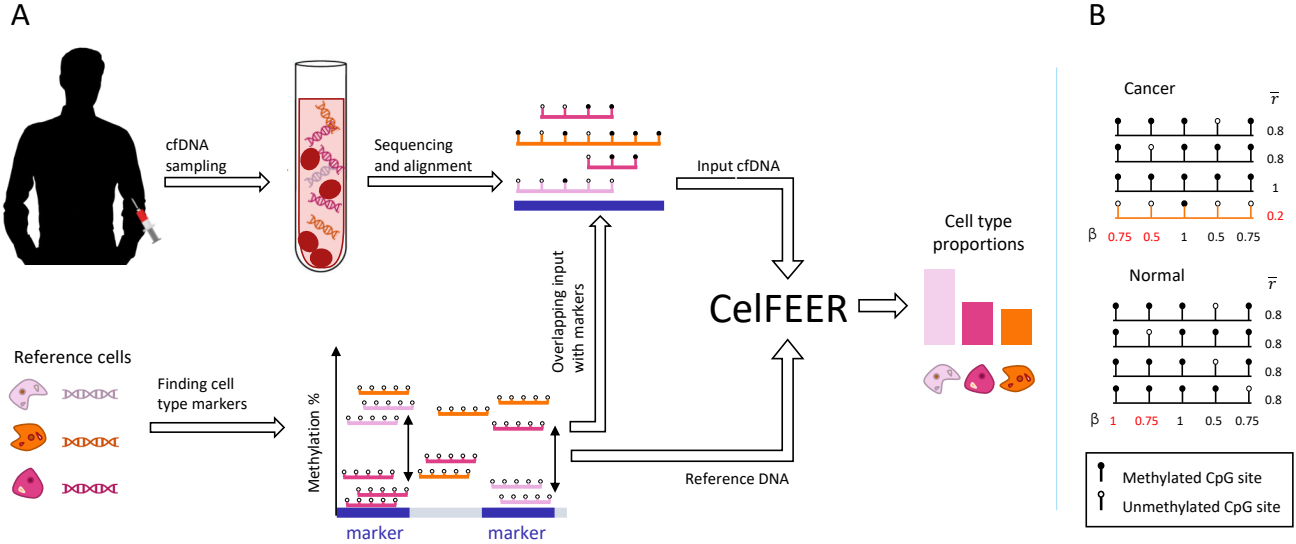 A
cfDNA
sampling
Sequencing
and alignment
Input cfDNA
Cell type
proportions
CelFEER
Overlapping input
with markers
Reference cells
Finding cell
type markers
Methylation %
marker
marker
Reference DNA
B
Cancer
r̅
0.8
0.8
1
0.2
β 0.75 0.5 1 0.5 0.75
Normal
r̅
0.8
0.8
0.8
0.8
β 1 0.75 1 0.5 0.75
Methylated CpG site
Unmethylated CpG site